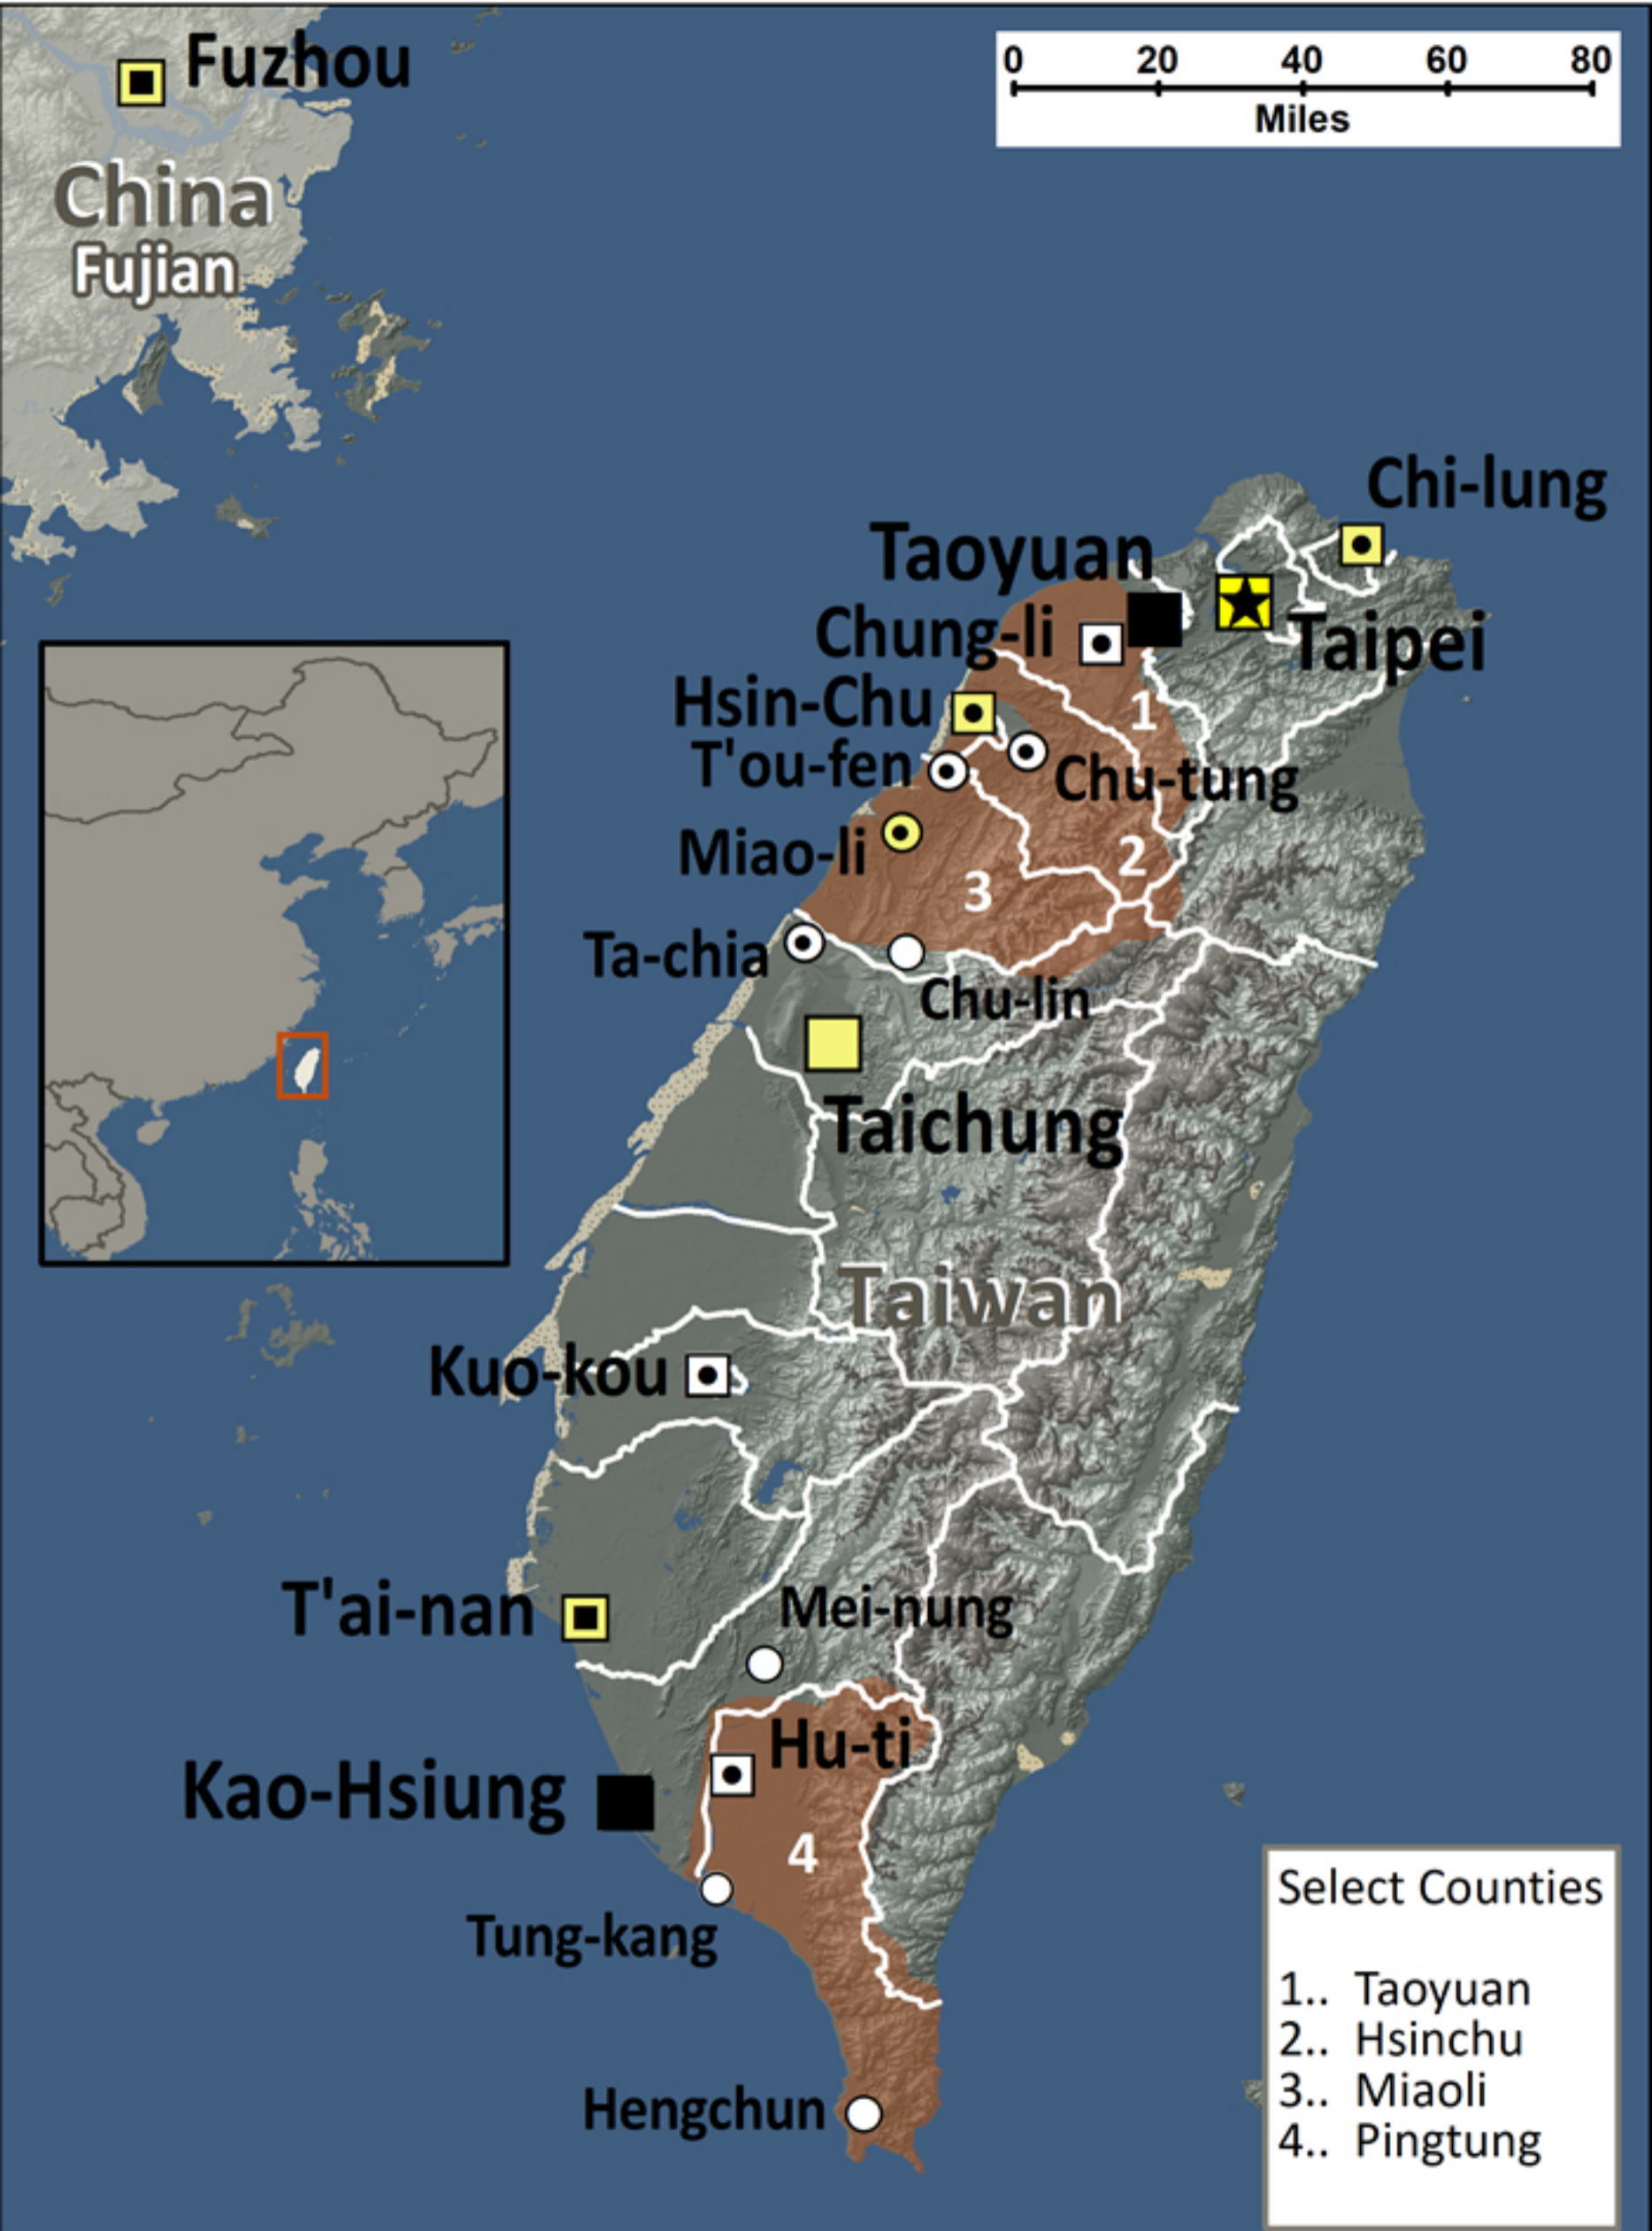 Fuzhou
0 20 40 60 80
Miles
China
Fujian
Chi-lung
Taoyuan
Chung-li
Taipei
Hsin-Chu
1
T'ou-fen
Chu-tung
Miao-li
2
3
Ta-chia
Chu-lin
Taichung
Taiwan
Kuo-kou
T'ai-nan
Mei-nung
Hu-ti
Kao-Hsiung
4
Tung-kang
Hengchun
Select Counties
1.. Taoyuan
2.. Hsinchu
3.. Miaoli
4.. Pingtung